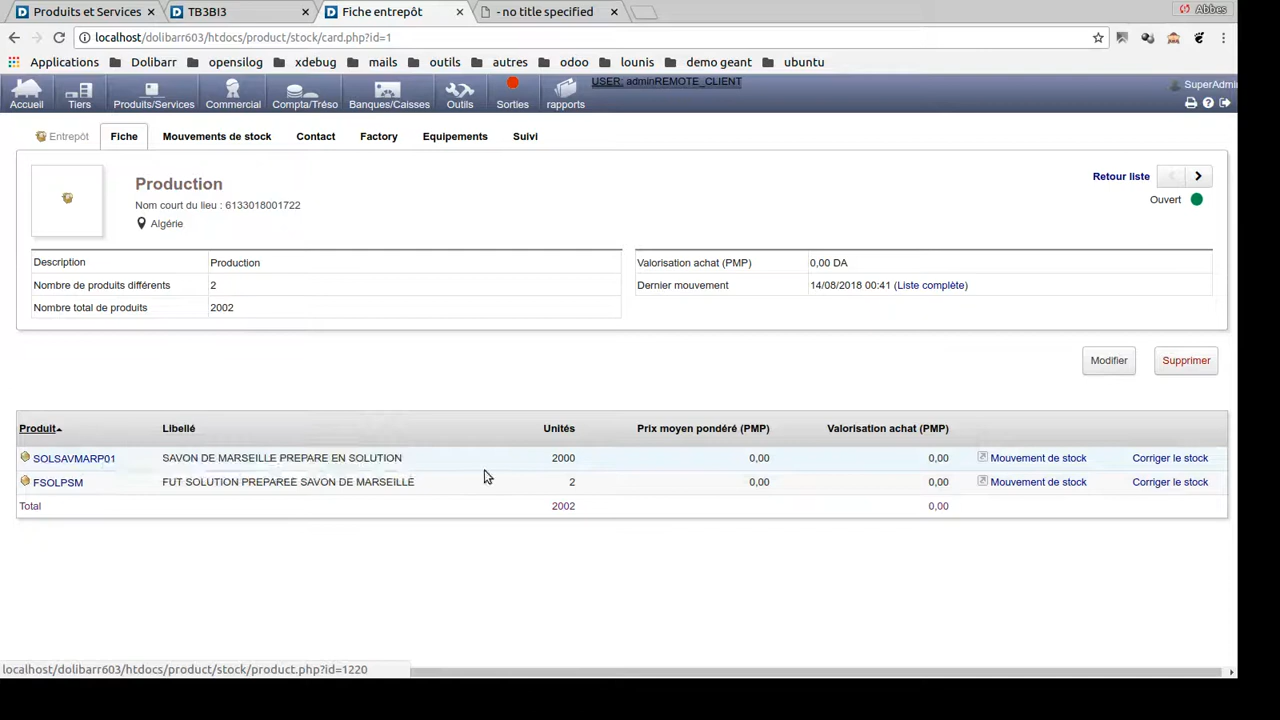 Produits et Services × TB3BI3 × Fiche entrepôt × - no title specified × Abbes
localhost/dolibarr603/htdocs/product/stock/card.php?id=1
Applications Dolibarr opensilog xdebug mails outils autres odoo lounis demo geant ubuntu
USER: adminREMOTE_CLIENT SuperAdmin
Accueil Tiers Produits/Services Commercial Compta/Tréso Banques/Caisses Outils Sorties rapports
Entrepôt Fiche Mouvements de stock Contact Factory Equipements Suivi
Production Retour liste
Nom court du lieu : 6133018001722 Ouvert
Algérie
Description Production Valorisation achat (PMP) 0,00 DA
Nombre de produits différents 2 Dernier mouvement 14/08/2018 00:41 (Liste complète)
Nombre total de produits 2002
Modifier Supprimer
Produit Libellé Unités Prix moyen pondéré (PMP) Valorisation achat (PMP)
SOLSAVMARP01 SAVON DE MARSEILLE PREPARE EN SOLUTION 2000 0,00 0,00 Mouvement de stock Corriger le stock
FSOLPSM FUT SOLUTION PREPAREE SAVON DE MARSEILLE 2 0,00 0,00 Mouvement de stock Corriger le stock
Total 2002 0,00
localhost/dolibarr603/htdocs/product/stock/product.php?id=1220